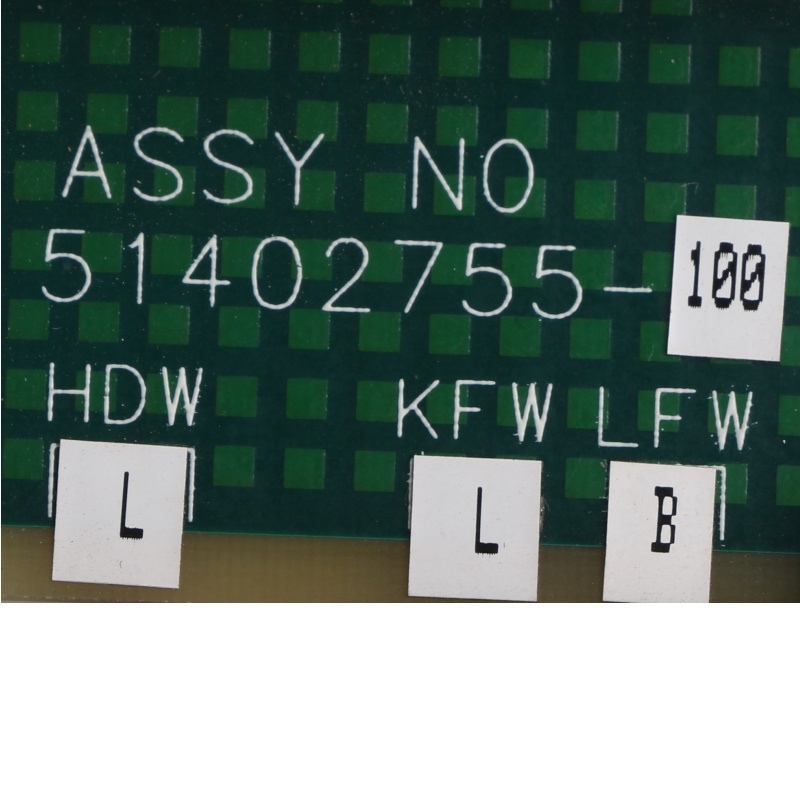 ASSY NO
51402755-100
HDW KFW LFW
L L B